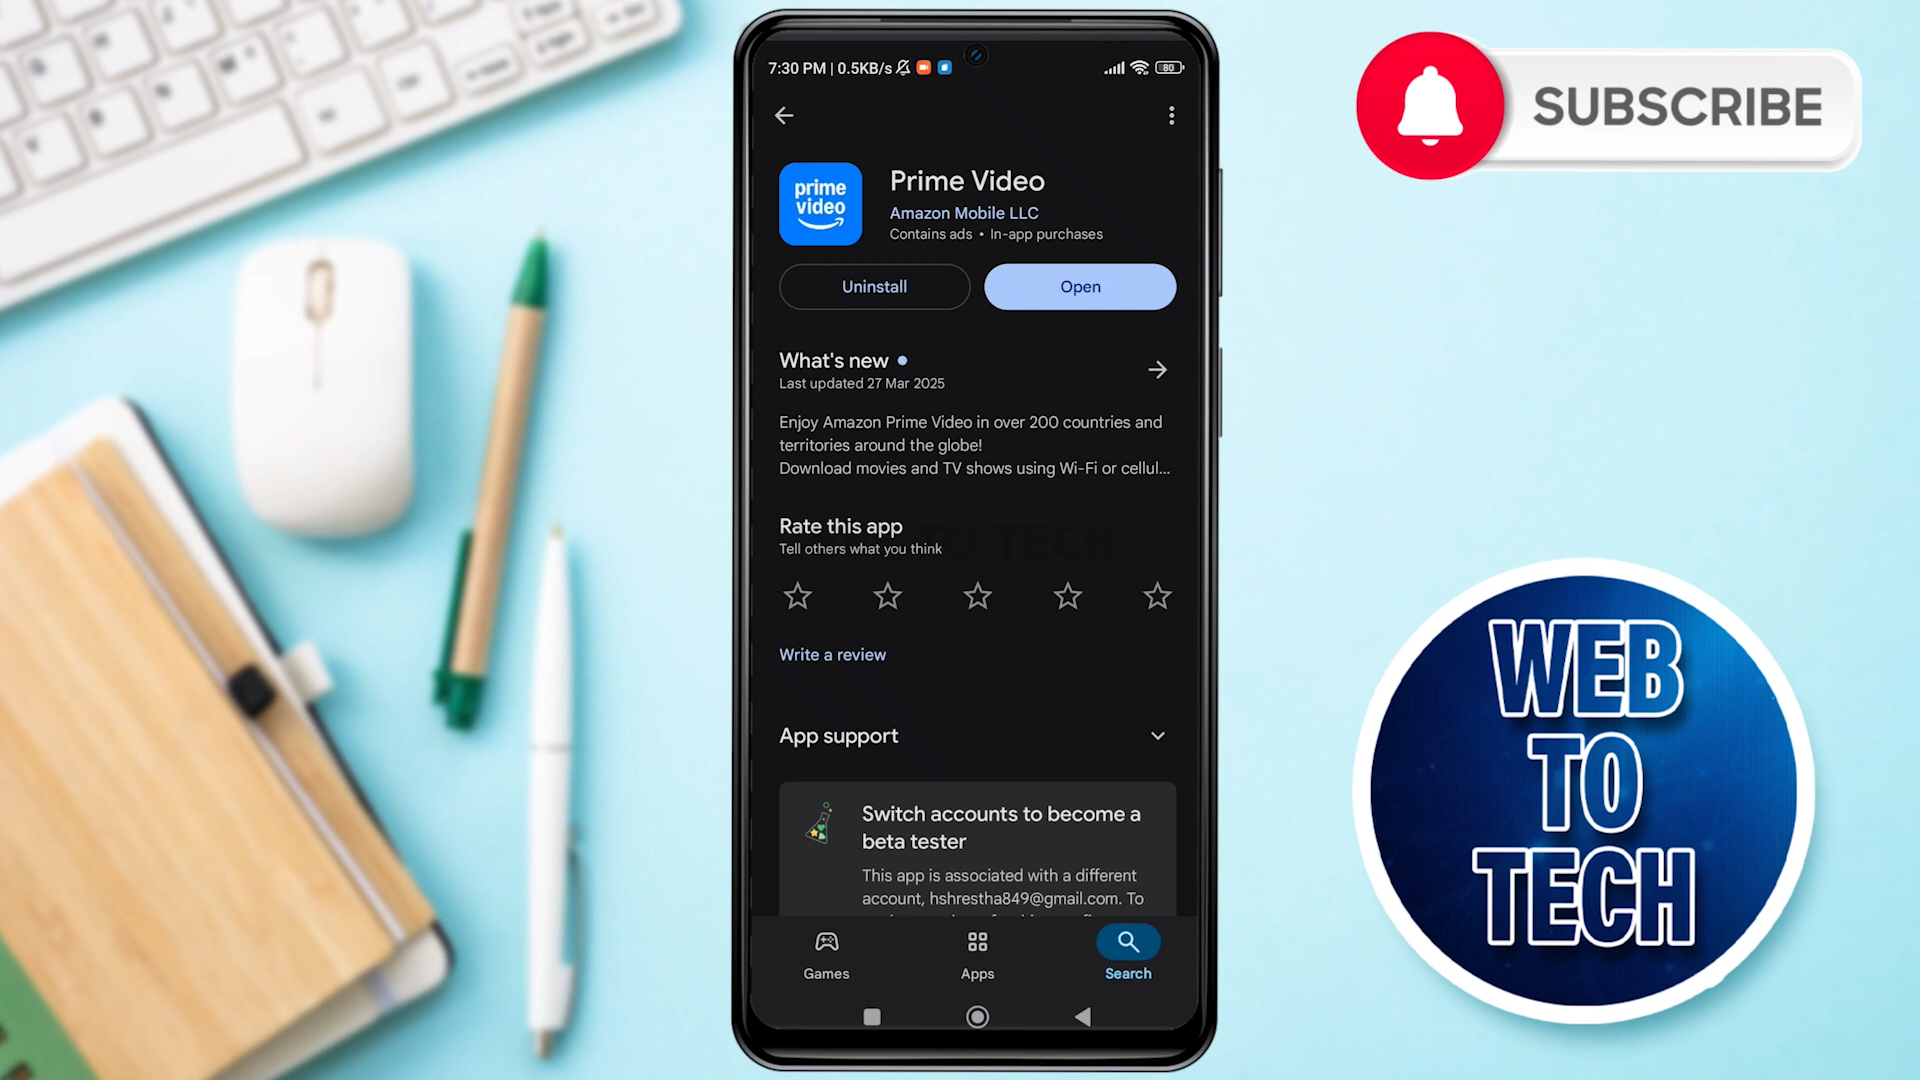 7:30 PM | 0.5KB/s
80
SUBSCRIBE
prime
video
Prime Video
Amazon Mobile LLC
Contains ads • In-app purchases
Uninstall
Open
What's new
Last updated 27 Mar 2025
Enjoy Amazon Prime Video in over 200 countries and
territories around the globe!
Download movies and TV shows using Wi-Fi or cellul...
Rate this app
Tell others what you think
TO TECH
Write a review
App support
Switch accounts to become a
beta tester
This app is associated with a different
account, hshrestha849@gmail.com. To
Games
Apps
Search
WEB
TO
TECH